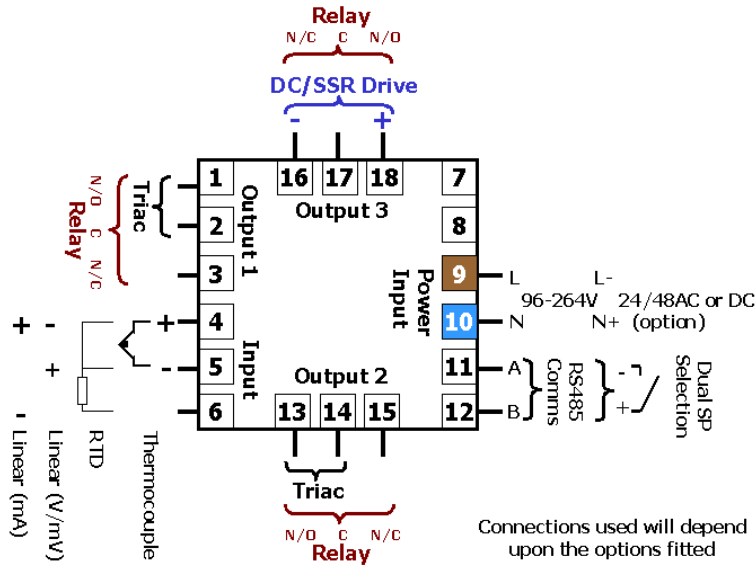 Relay
N/C C N/O
DC/SSR Drive
- +
16 17 18
Output 3
1
2
3
4
5
6
Output 1
Input
7
8
9
10
11
12
Power
Input
Triac
N/O C N/C
Relay
+ -
L L-
96-264V 24/48AC or DC
N N+ (option)
A
B
RS485
Comms
- +
Dual SP
Selection
+ -
Linear (mA)
- +
Linear (V/mV)
RTD
Thermocouple
Output 2
13 14 15
Triac
N/O C N/C
Relay
Connections used will depend
upon the options fitted